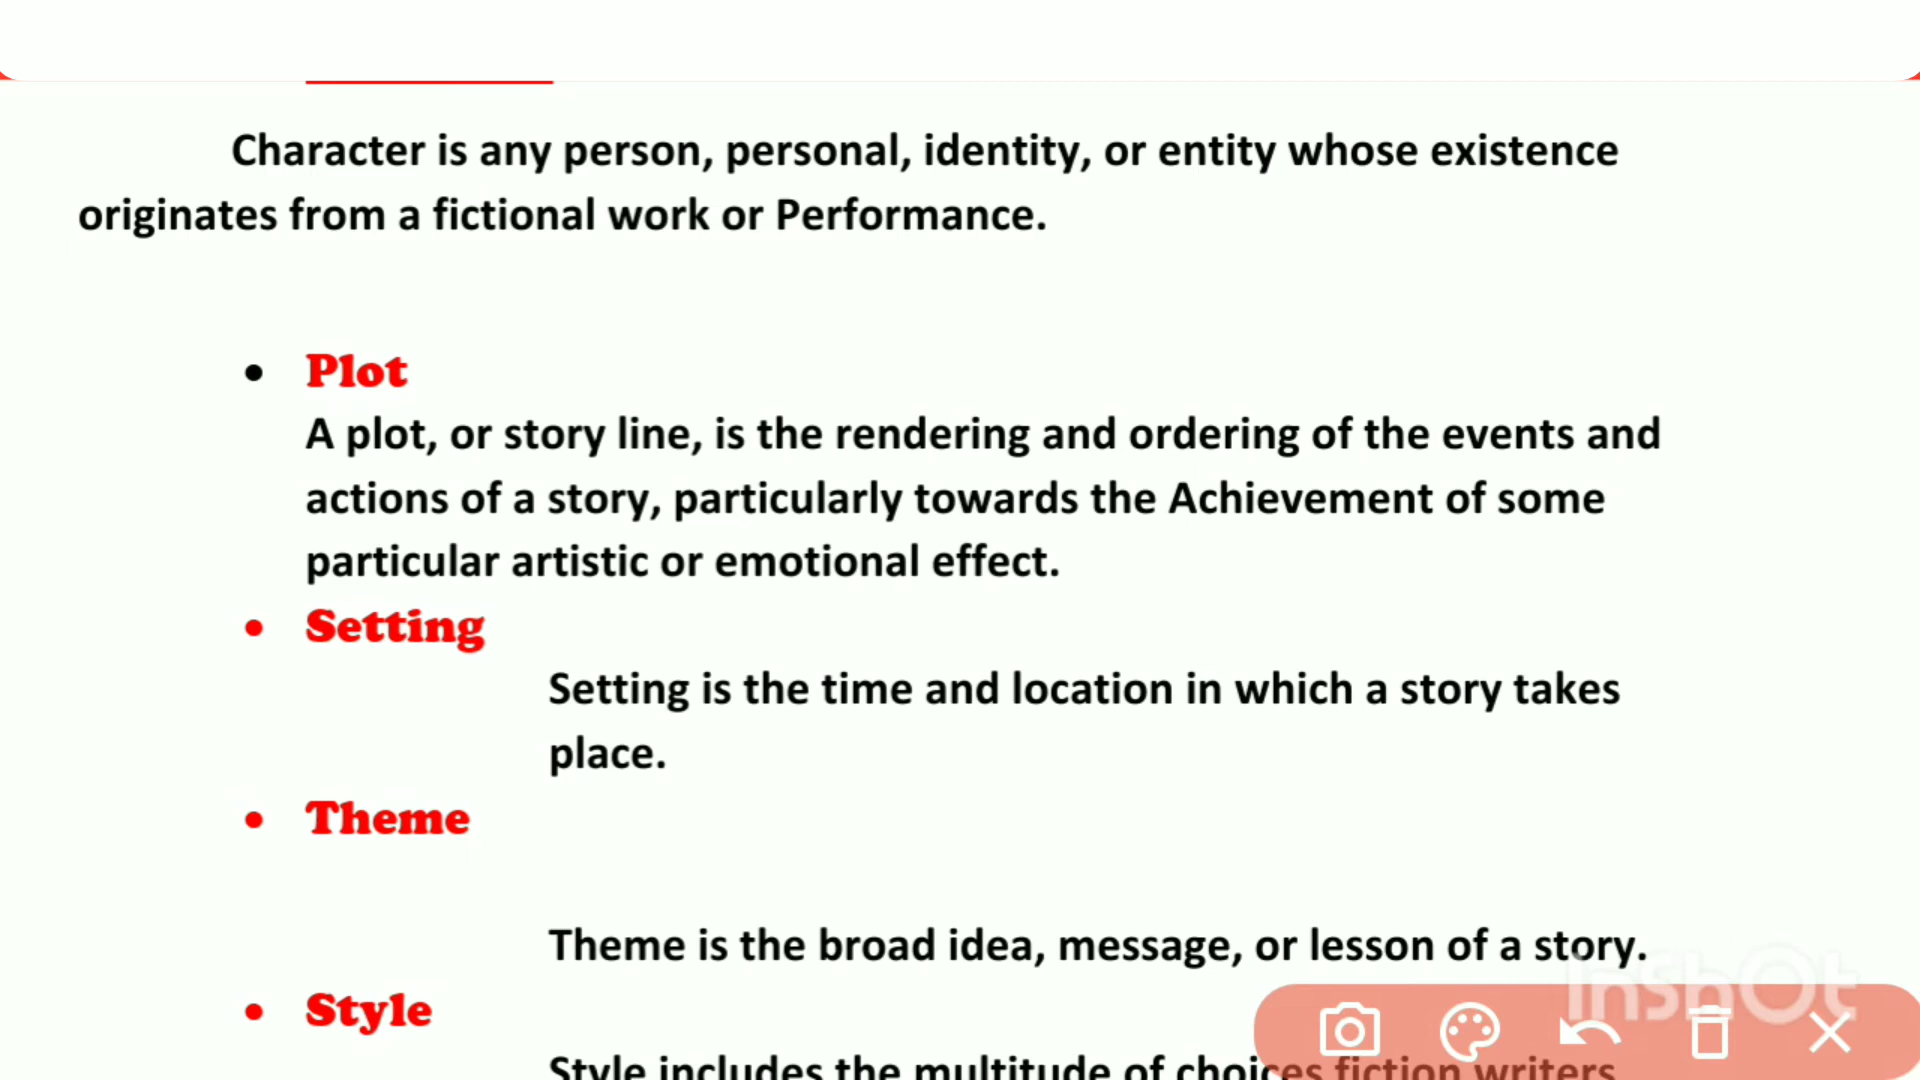 Character is any person, personal, identity, or entity whose existence
originates from a fictional work or Performance.
• Plot
A plot, or story line, is the rendering and ordering of the events and
actions of a story, particularly towards the Achievement of some
particular artistic or emotional effect.
• Setting
Setting is the time and location in which a story takes
place.
• Theme
Theme is the broad idea, message, or lesson of a story.
InShOt
• Style
Style includes the multitude of choices fiction writers